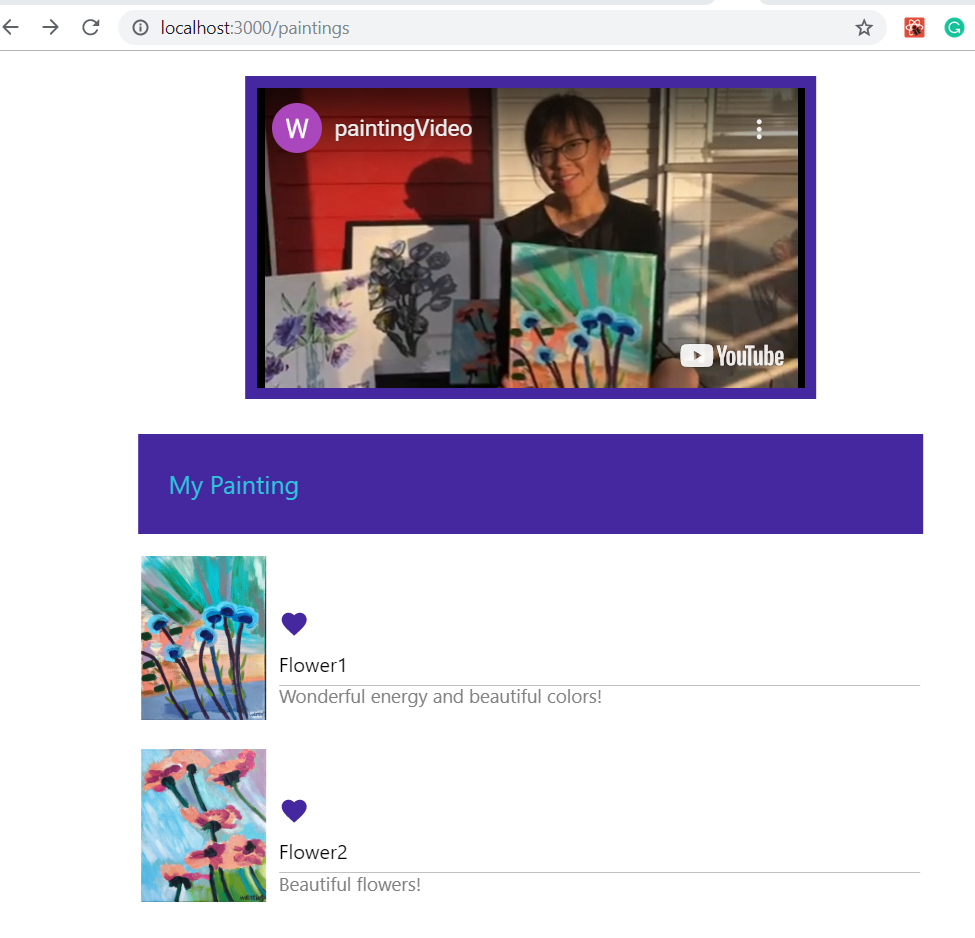 localhost:3000/paintings
W
paintingVideo
YouTube
My Painting
Flower1
Wonderful energy and beautiful colors!
Flower2
Beautiful flowers!